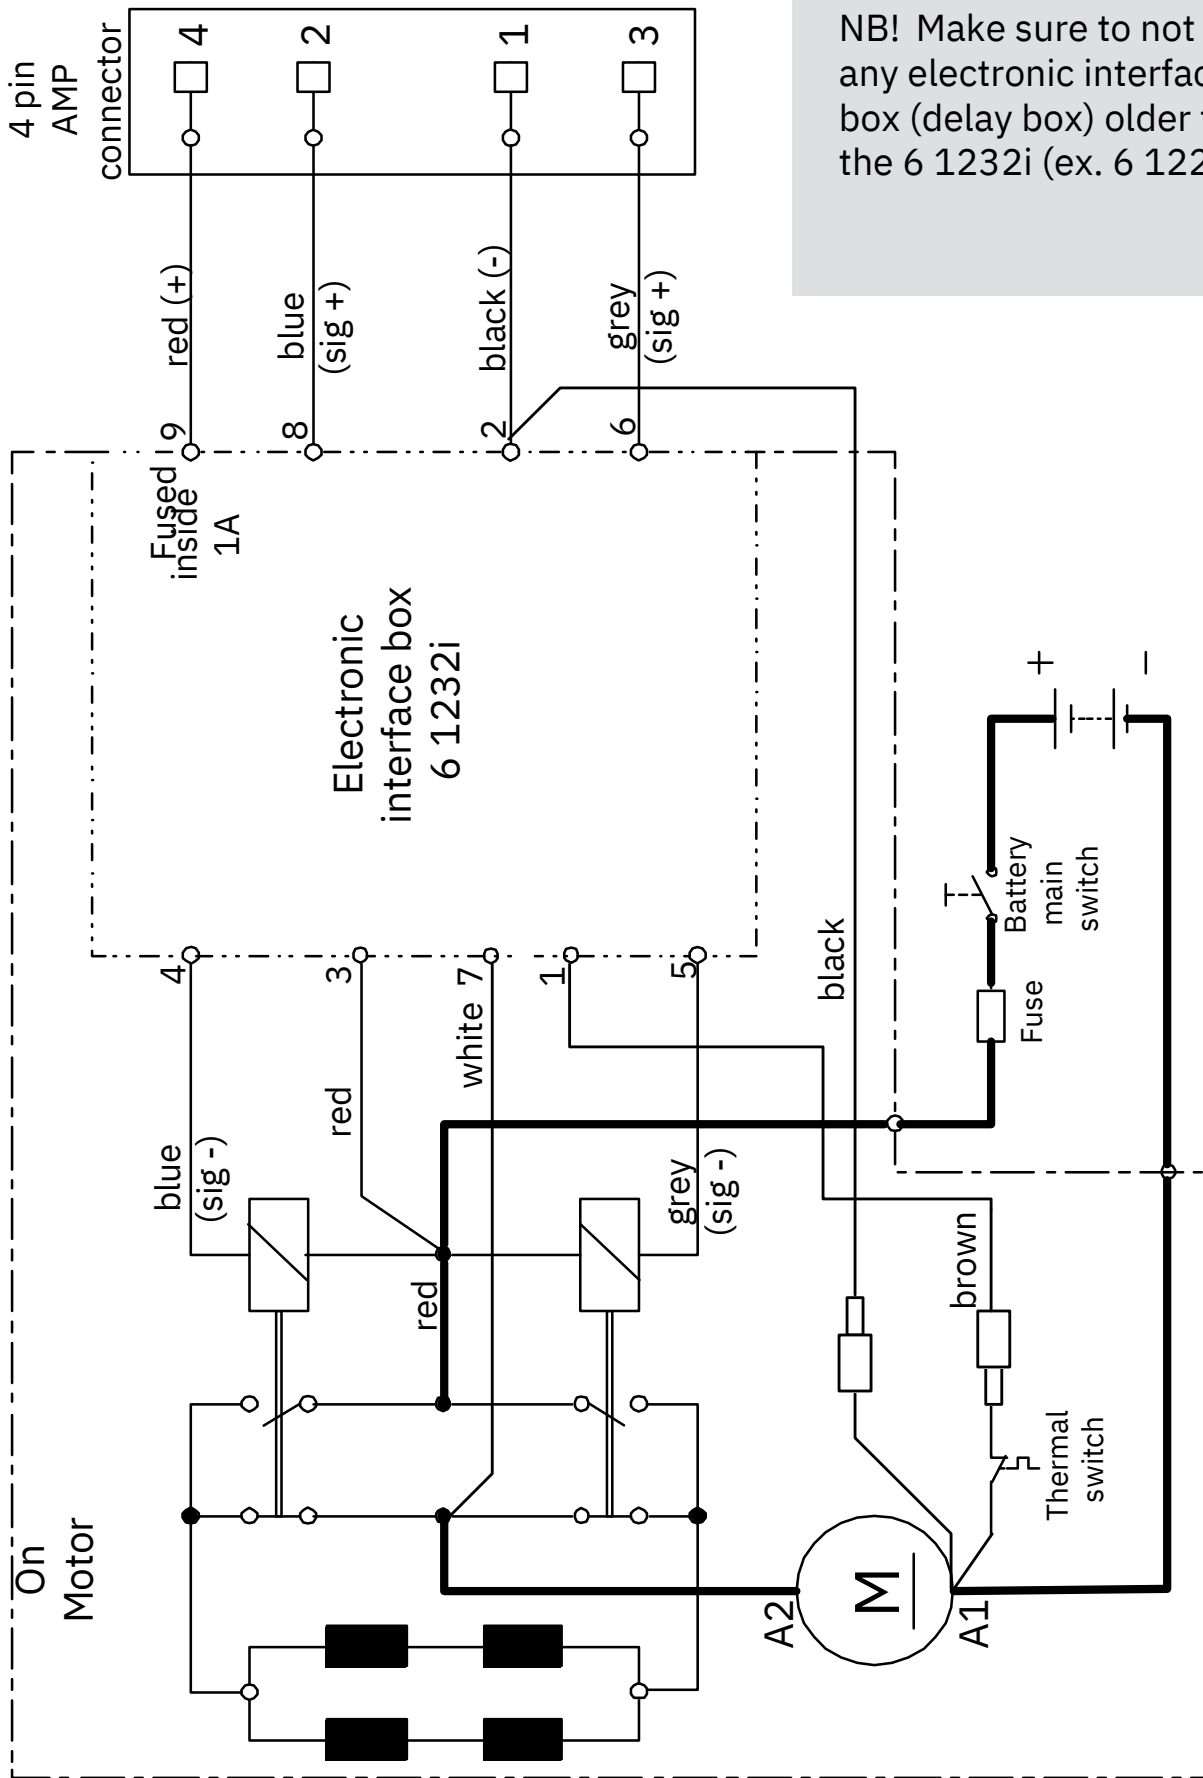 NB! Make sure to not
any electronic interfac
box (delay box) older
the 6 1232i (ex. 6 122
4 pin
AMP
connector
4
2
1
3
red (+)
blue
(sig +)
black (-)
grey
(sig +)
9
8
2
6
Fused
inside
1A
Electronic
interface box
6 1232i
4
3
white 7
1
5
blue
(sig -)
red
grey
(sig -)
red
black
+
−
Battery
main
switch
Fuse
brown
Thermal
switch
On
Motor
A2
M
A1